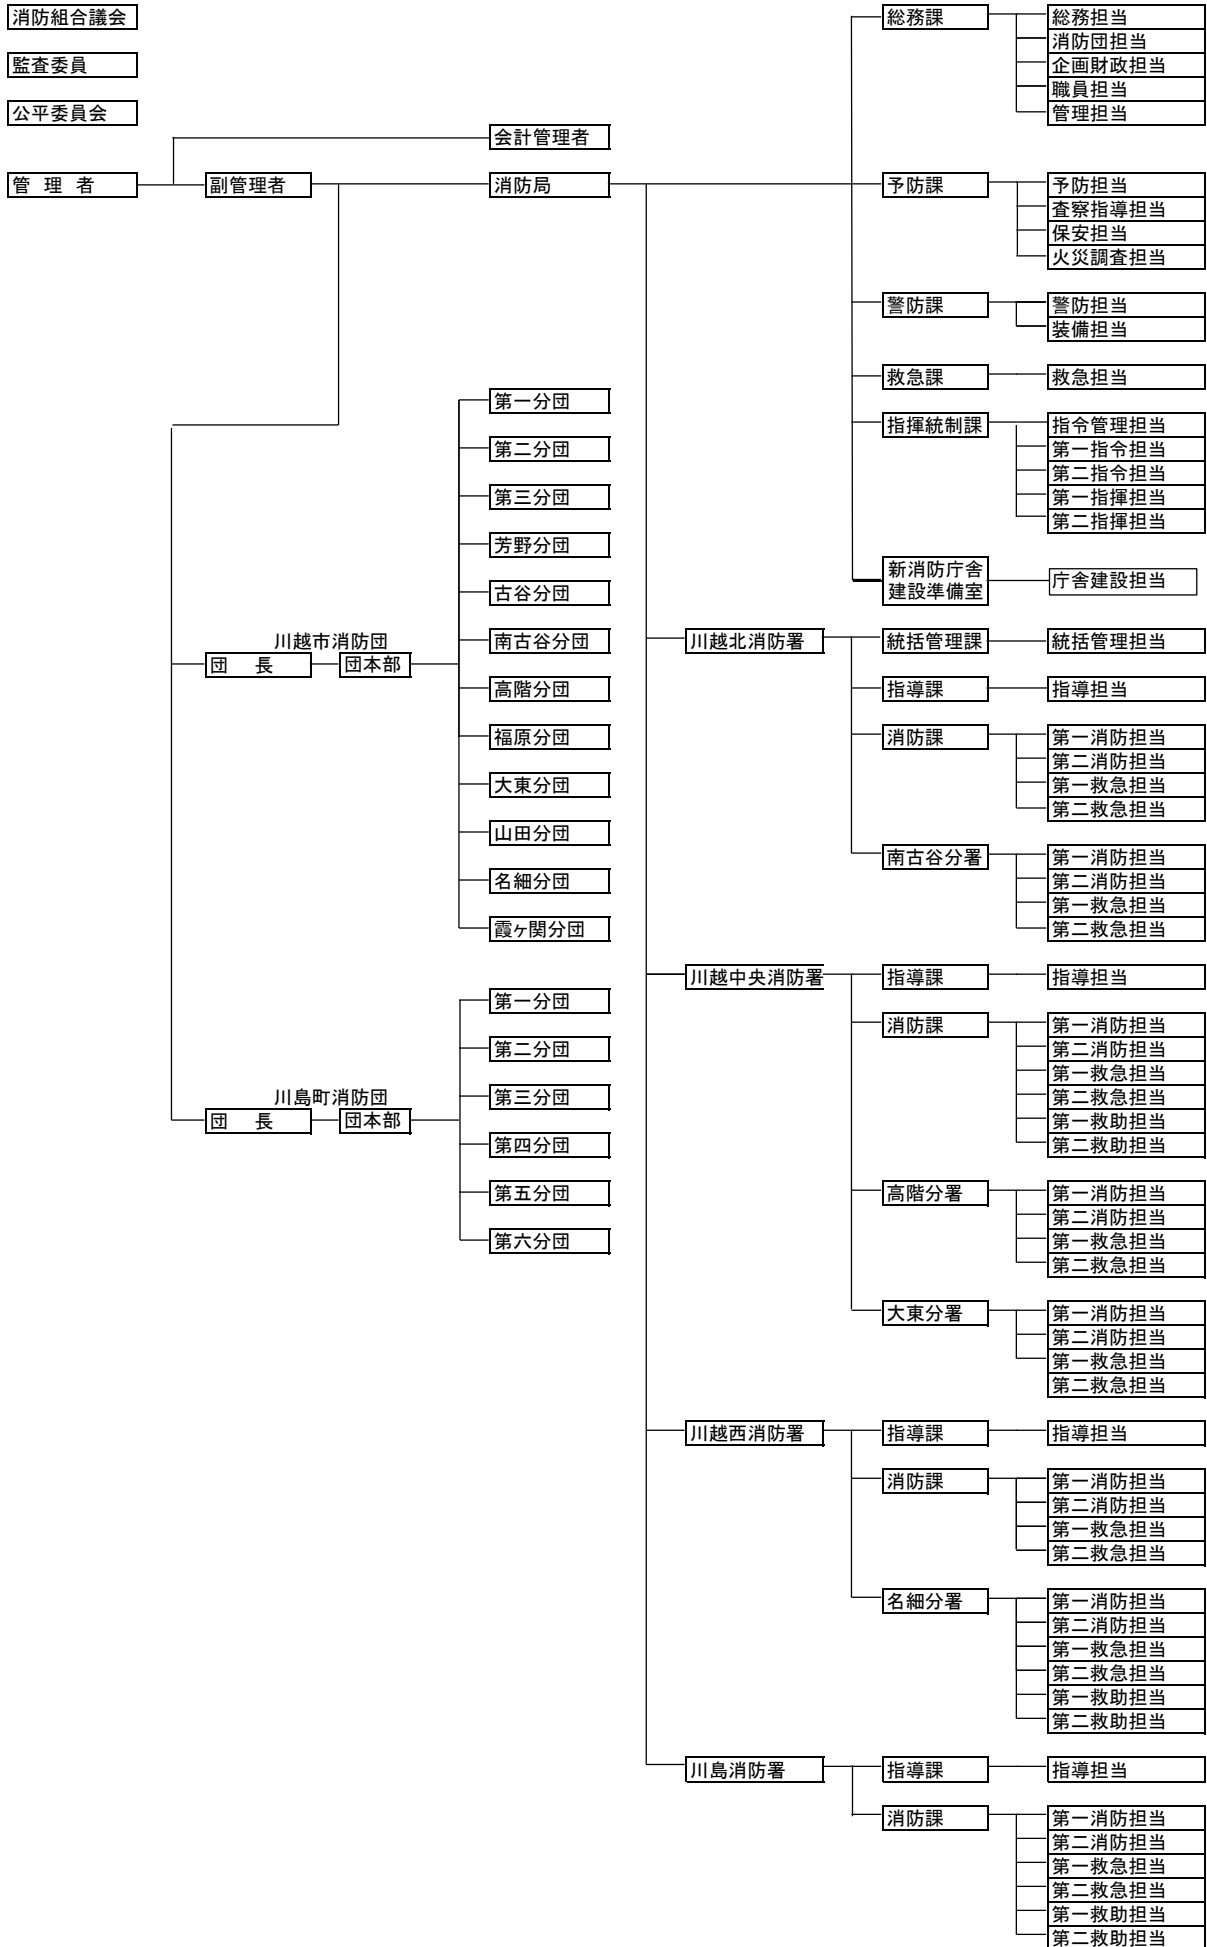 消防組合議会
監査委員
公平委員会
管 理 者
副管理者
会計管理者
消防局
総務課
総務担当
消防団担当
企画財政担当
職員担当
管理担当
予防課
予防担当
査察指導担当
保安担当
火災調査担当
警防課
警防担当
装備担当
救急課
救急担当
指揮統制課
指令管理担当
第一指令担当
第二指令担当
第一指揮担当
第二指揮担当
新消防庁舎
建設準備室
庁舎建設担当
川越市消防団
団 長
団本部
第一分団
第二分団
第三分団
芳野分団
古谷分団
南古谷分団
高階分団
福原分団
大東分団
山田分団
名細分団
霞ヶ関分団
川島町消防団
団 長
団本部
第一分団
第二分団
第三分団
第四分団
第五分団
第六分団
川越北消防署
統括管理課
統括管理担当
指導課
指導担当
消防課
第一消防担当
第二消防担当
第一救急担当
第二救急担当
南古谷分署
第一消防担当
第二消防担当
第一救急担当
第二救急担当
川越中央消防署
指導課
指導担当
消防課
第一消防担当
第二消防担当
第一救急担当
第二救急担当
第一救助担当
第二救助担当
高階分署
第一消防担当
第二消防担当
第一救急担当
第二救急担当
大東分署
第一消防担当
第二消防担当
第一救急担当
第二救急担当
川越西消防署
指導課
指導担当
消防課
第一消防担当
第二消防担当
第一救急担当
第二救急担当
名細分署
第一消防担当
第二消防担当
第一救急担当
第二救急担当
第一救助担当
第二救助担当
川島消防署
指導課
指導担当
消防課
第一消防担当
第二消防担当
第一救急担当
第二救急担当
第一救助担当
第二救助担当